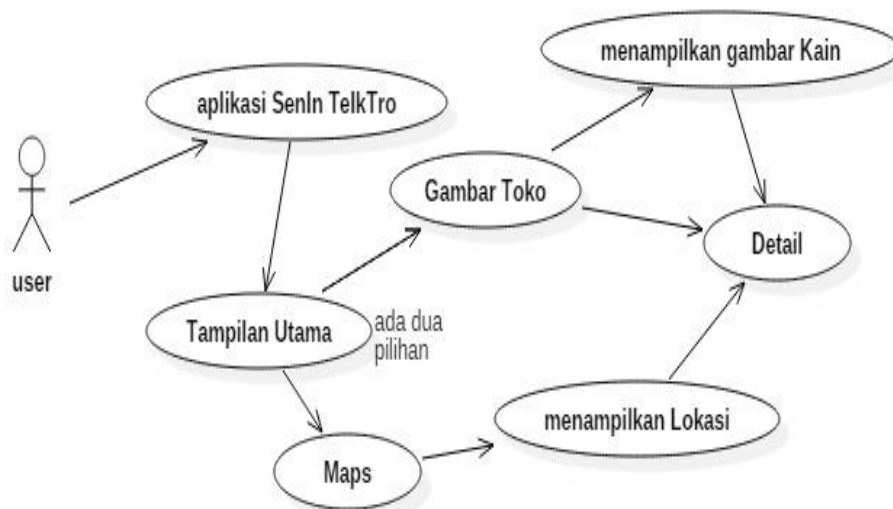 menampilkan gambar Kain
aplikasi SenIn TelkTro
Gambar Toko
user
Detail
Tampilan Utama
ada dua
pilihan
menampilkan Lokasi
Maps